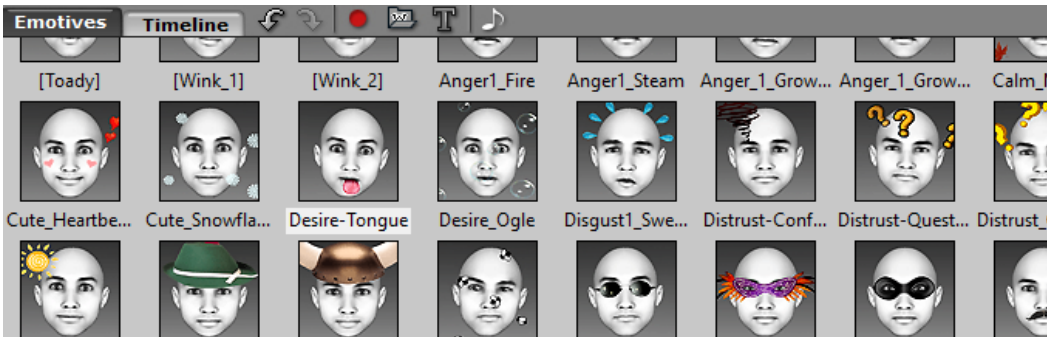 Emotives Timeline T
[Toady] [Wink_1] [Wink_2] Anger1_Fire Anger1_Steam Anger_1_Grow... Anger_1_Grow...
Cute_Heartbe... Cute_Snowfla... Desire-Tongue Desire_Ogle Disgust1_Swe... Distrust-Conf... Distrust-Quest... Distrust_